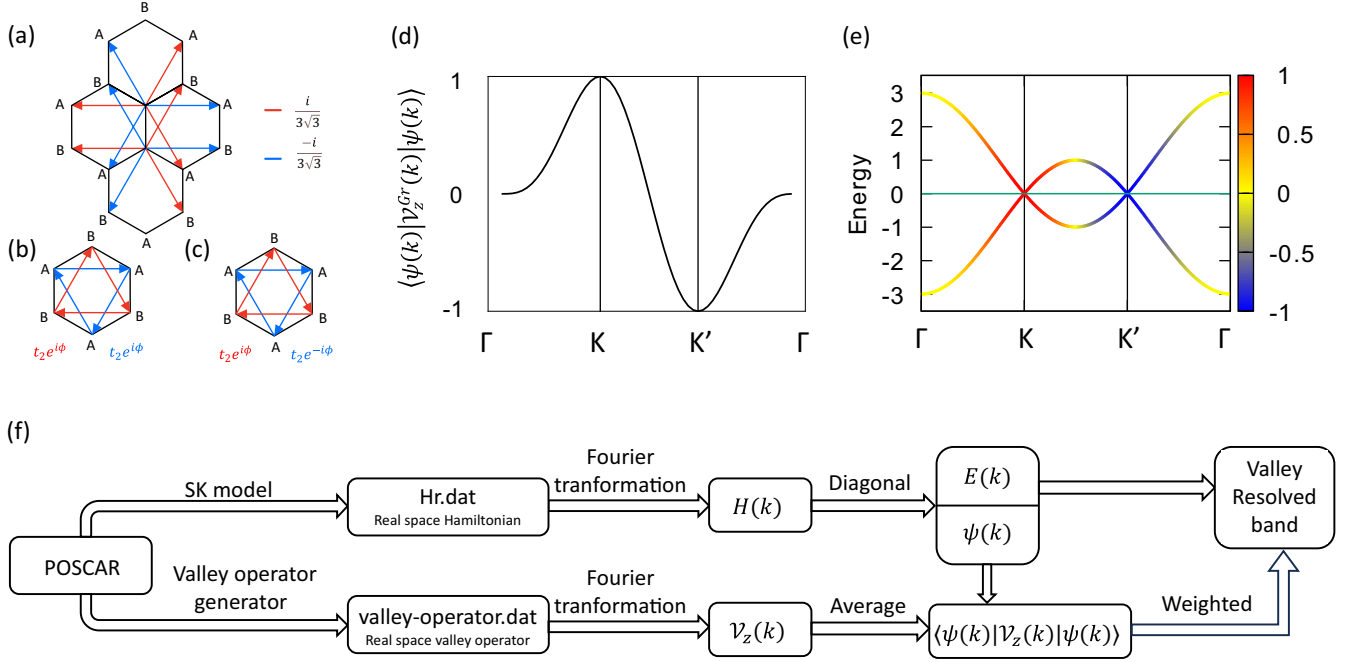 (a)
B
A
A
B
B
A
A
B
B
A
A
B
B
A
i
3√3
−i
3√3
(b)
B
A
A
B
B
A
t₂e^{iϕ}
t₂e^{iϕ}
(c)
B
A
A
B
B
A
t₂e^{iϕ}
t₂e^{−iϕ}
(d)
⟨ψ(k)|𝒱_{Gr}^{z}(k)|ψ(k)⟩
1
0
-1
Γ K K' Γ
(e)
Energy
3
2
1
0
-1
-2
-3
Γ K K' Γ
1
0.5
0
-0.5
-1
(f)
POSCAR
SK model
Hr.dat
Real space Hamiltonian
Fourier
tranformation
H(k)
Diagonal
E(k)
ψ(k)
Valley
Resolved
band
Valley operator
generator
valley-operator.dat
Real space valley operator
Fourier
tranformation
𝒱_z(k)
Average
⟨ψ(k)|𝒱_z(k)|ψ(k)⟩
Weighted